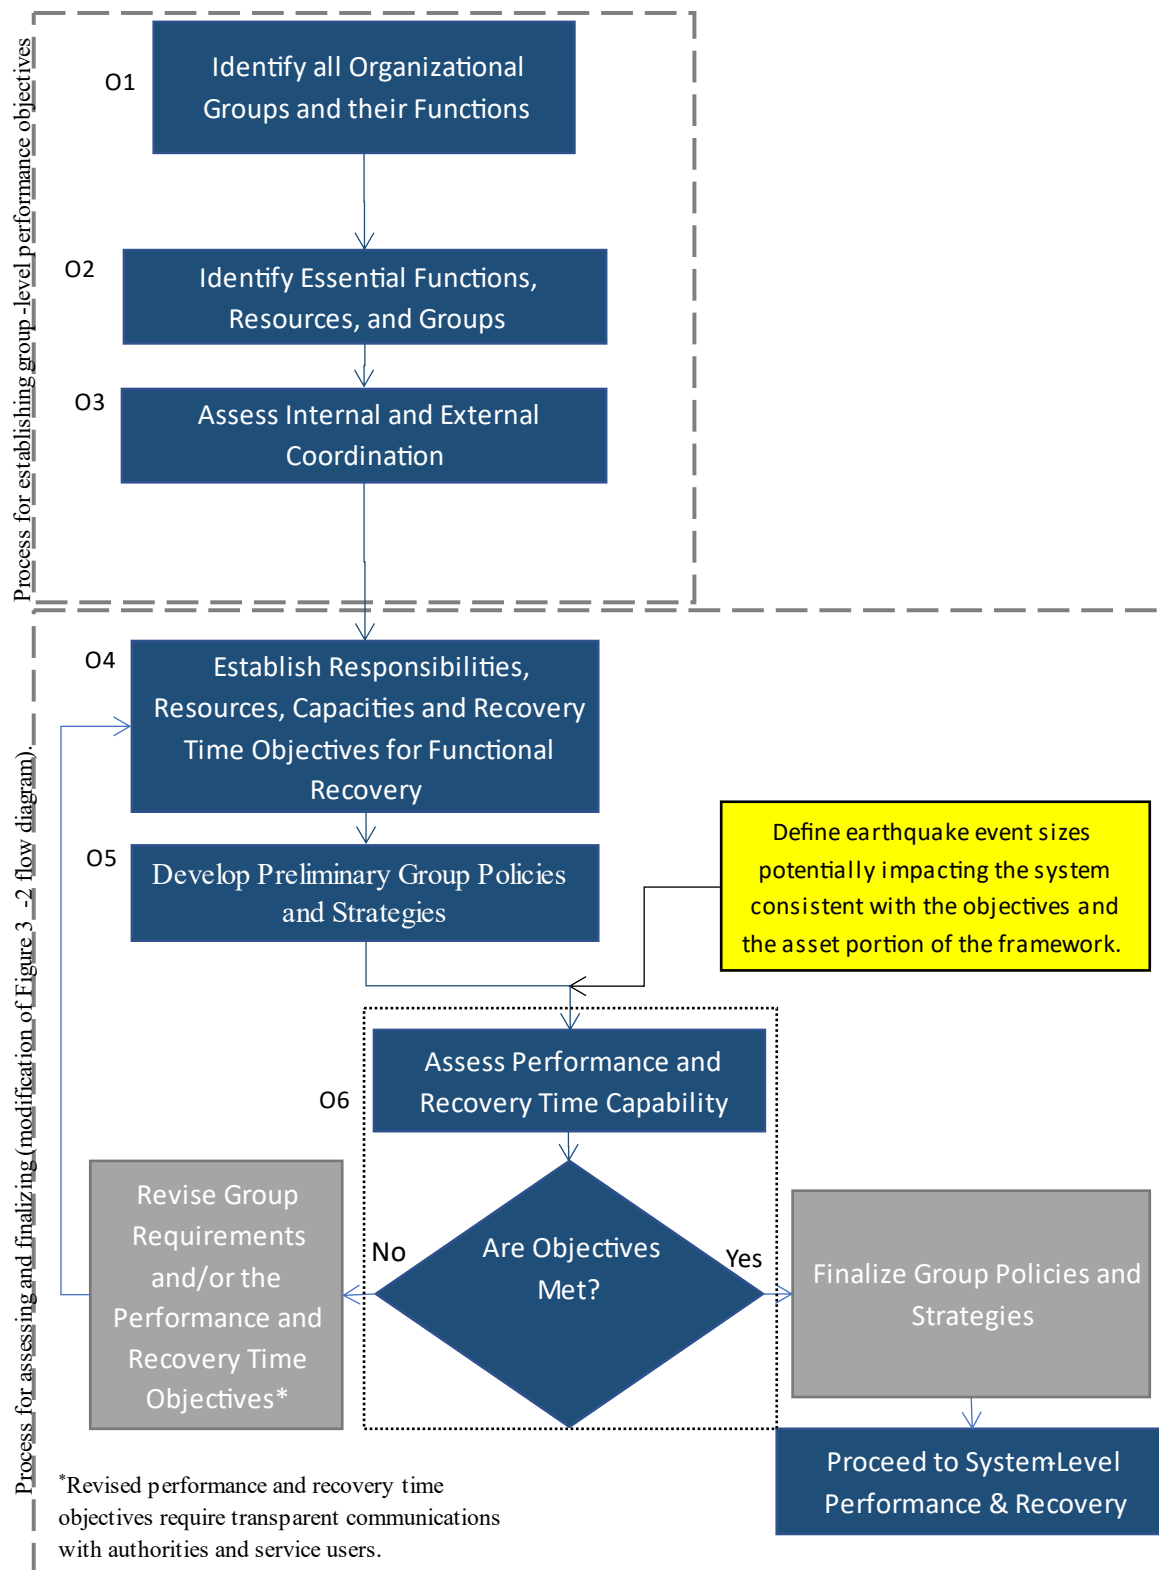 Process for establishing group-level performance objectives
O1
Identify all Organizational
Groups and their Functions
O2
Identify Essential Functions,
Resources, and Groups
O3
Assess Internal and External
Coordination
Process for assessing and finalizing (modification of Figure 3-2 flow diagram).
O4
Establish Responsibilities,
Resources, Capacities and Recovery
Time Objectives for Functional
Recovery
O5
Develop Preliminary Group Policies
and Strategies
Define earthquake event sizes
potentially impacting the system
consistent with the objectives and
the asset portion of the framework.
O6
Assess Performance and
Recovery Time Capability
Are Objectives
Met?
No
Yes
Revise Group
Requirements
and/or the
Performance and
Recovery Time
Objectives*
Finalize Group Policies and
Strategies
Proceed to System-Level
Performance & Recovery
*Revised performance and recovery time
objectives require transparent communications
with authorities and service users.